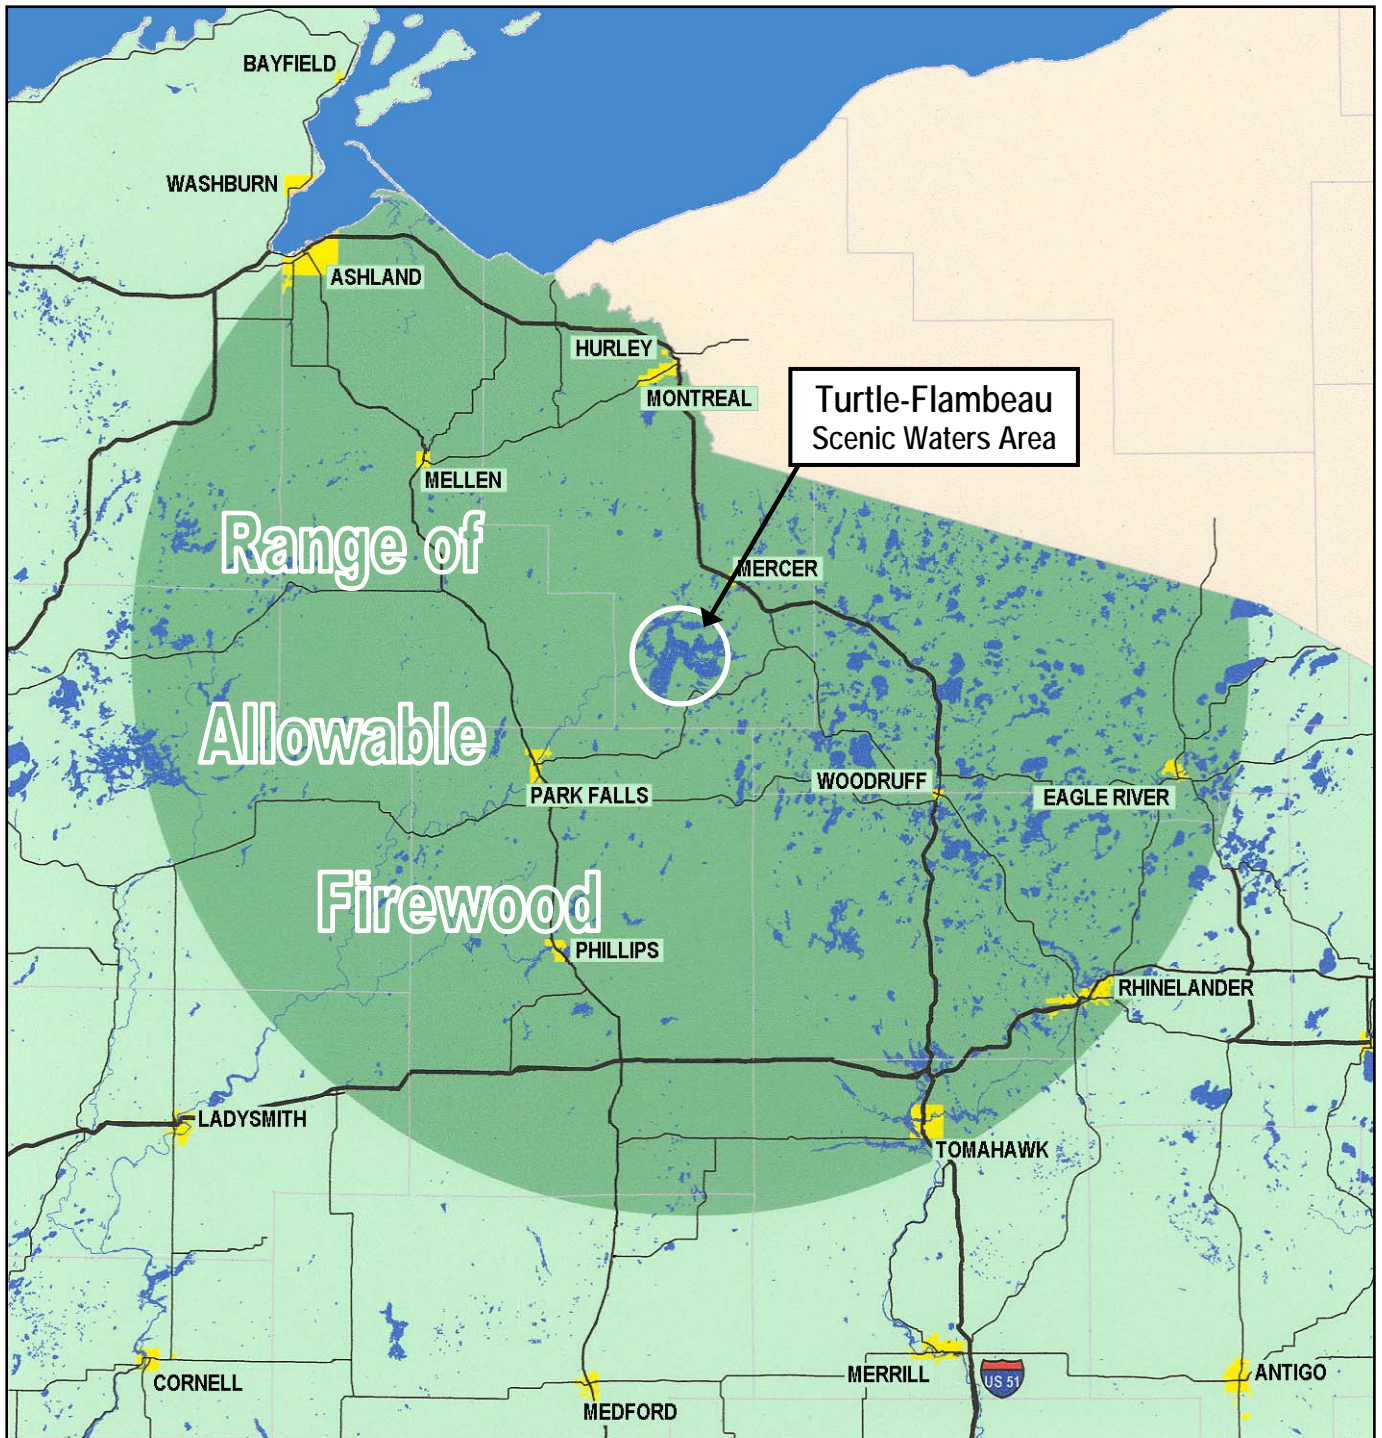 BAYFIELD
WASHBURN
ASHLAND
HURLEY
MONTREAL
Turtle-Flambeau
Scenic Waters Area
MELLEN
Range of
MERCER
Allowable
PARK FALLS
WOODRUFF
EAGLE RIVER
Firewood
PHILLIPS
RHINELANDER
LADYSMITH
TOMAHAWK
CORNELL
MEDFORD
MERRILL
US 51
ANTIGO